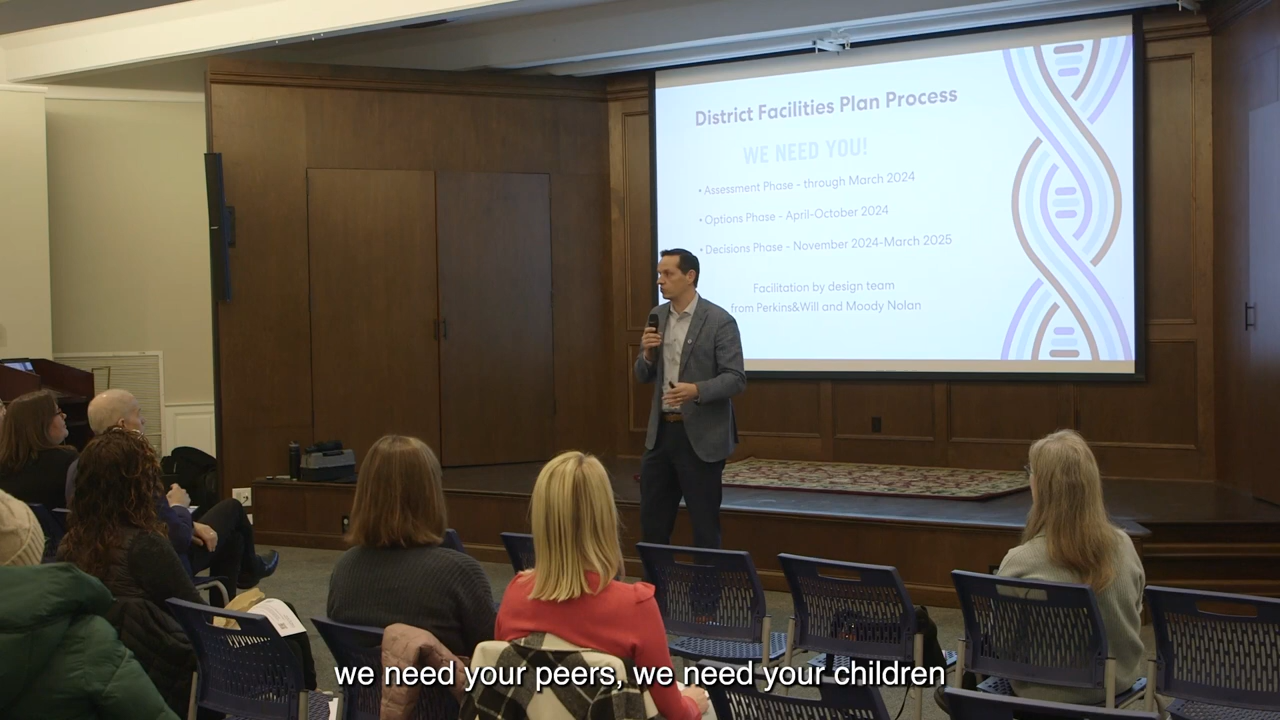 District Facilities Plan Process
WE NEED YOU!
• Assessment Phase - through March 2024
• Options Phase - April-October 2024
• Decisions Phase - November 2024-March 2025
Facilitation by design team
from Perkins&Will and Moody Nolan
we need your peers, we need your children